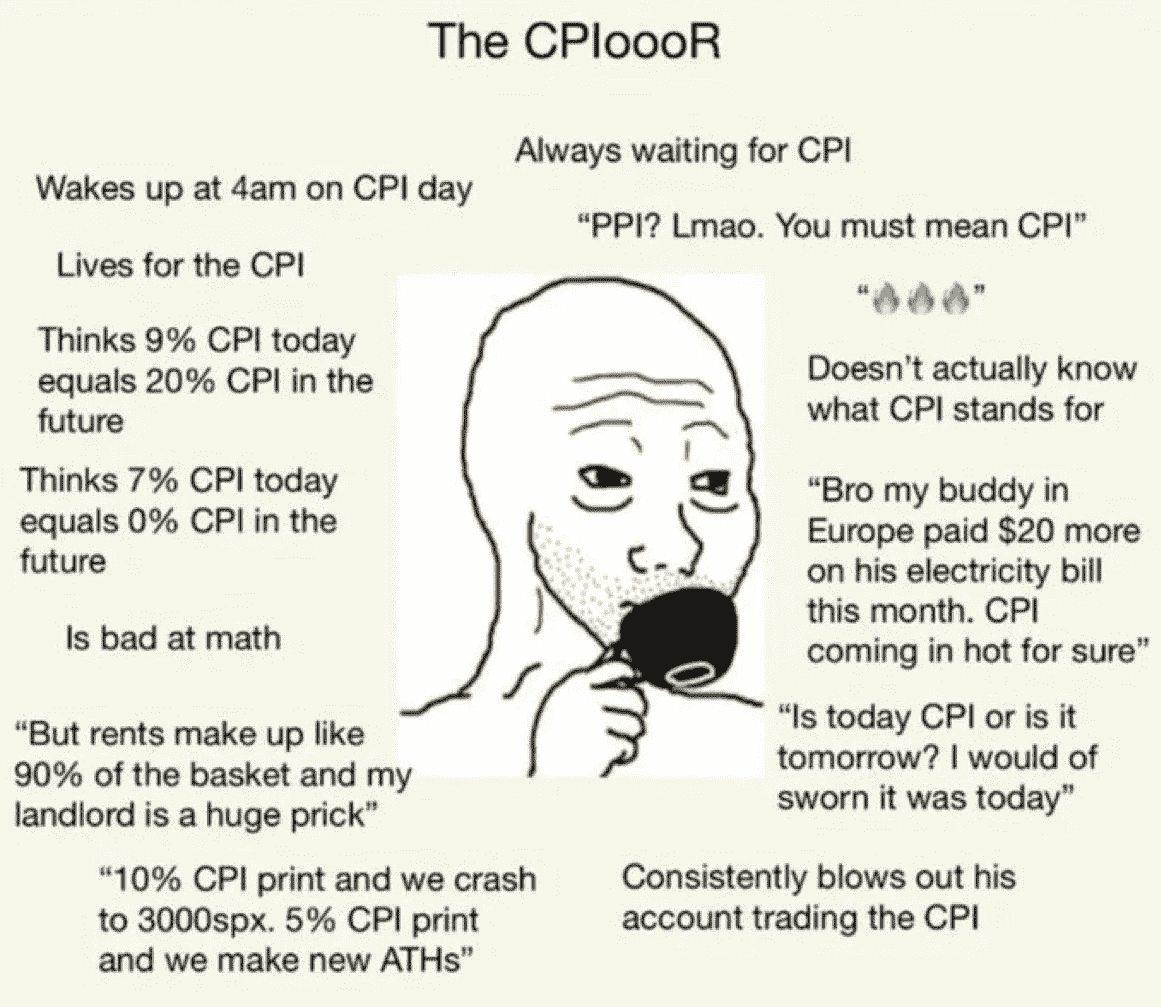 The CPIoooR
Always waiting for CPI
Wakes up at 4am on CPI day
“PPI? Lmao. You must mean CPI”
Lives for the CPI
“🔥🔥🔥”
Thinks 9% CPI today
equals 20% CPI in the
future
Doesn’t actually know
what CPI stands for
Thinks 7% CPI today
equals 0% CPI in the
future
“Bro my buddy in
Europe paid $20 more
on his electricity bill
this month. CPI
coming in hot for sure”
Is bad at math
“But rents make up like
90% of the basket and my
landlord is a huge prick”
“Is today CPI or is it
tomorrow? I would of
sworn it was today”
“10% CPI print and we crash
to 3000spx. 5% CPI print
and we make new ATHs”
Consistently blows out his
account trading the CPI